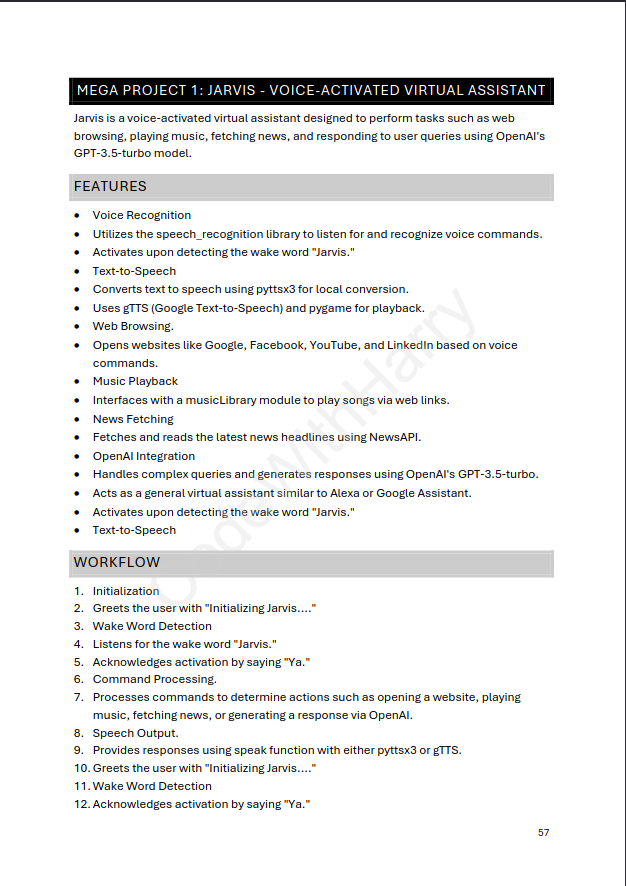 MEGA PROJECT 1: JARVIS - VOICE-ACTIVATED VIRTUAL ASSISTANT
Jarvis is a voice-activated virtual assistant designed to perform tasks such as web
browsing, playing music, fetching news, and responding to user queries using OpenAI's
GPT-3.5-turbo model.
FEATURES
• Voice Recognition
• Utilizes the speech_recognition library to listen for and recognize voice commands.
• Activates upon detecting the wake word "Jarvis."
• Text-to-Speech
• Converts text to speech using pyttsx3 for local conversion.
• Uses gTTS (Google Text-to-Speech) and pygame for playback.
• Web Browsing.
• Opens websites like Google, Facebook, YouTube, and LinkedIn based on voice
commands.
• Music Playback
• Interfaces with a musicLibrary module to play songs via web links.
• News Fetching
• Fetches and reads the latest news headlines using NewsAPI.
• OpenAI Integration
• Handles complex queries and generates responses using OpenAI's GPT-3.5-turbo.
• Acts as a general virtual assistant similar to Alexa or Google Assistant.
• Activates upon detecting the wake word "Jarvis."
• Text-to-Speech
WORKFLOW
1. Initialization
2. Greets the user with "Initializing Jarvis...."
3. Wake Word Detection
4. Listens for the wake word "Jarvis."
5. Acknowledges activation by saying "Ya."
6. Command Processing.
7. Processes commands to determine actions such as opening a website, playing
music, fetching news, or generating a response via OpenAI.
8. Speech Output.
9. Provides responses using speak function with either pyttsx3 or gTTS.
10. Greets the user with "Initializing Jarvis...."
11. Wake Word Detection
12. Acknowledges activation by saying "Ya."
57
CodeWithHarry